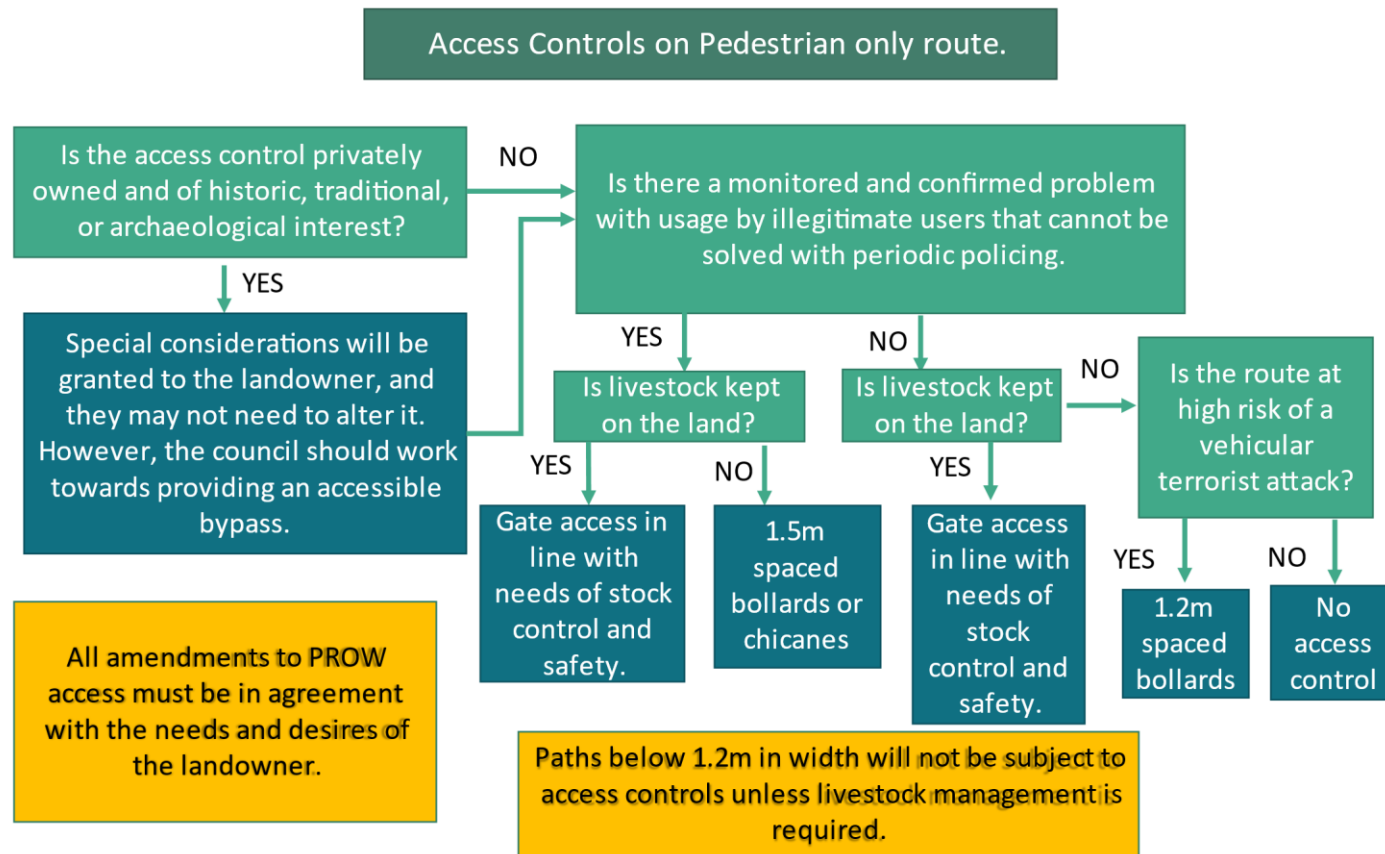 Access Controls on Pedestrian only route.
Is the access control privately
owned and of historic, traditional,
or archaeological interest?
NO
Is there a monitored and confirmed problem
with usage by illegitimate users that cannot be
solved with periodic policing.
YES
Special considerations will be
granted to the landowner, and
they may not need to alter it.
However, the council should work
towards providing an accessible
bypass.
YES
NO
Is livestock kept
on the land?
Is livestock kept
on the land?
NO
Is the route at
high risk of a
vehicular
terrorist attack?
YES
NO
YES
Gate access in
line with
needs of stock
control and
safety.
1.5m
spaced
bollards or
chicanes
Gate access
in line with
needs of
stock
control and
safety.
YES
NO
1.2m
spaced
bollards
No
access
control
All amendments to PROW
access must be in agreement
with the needs and desires of
the landowner.
Paths below 1.2m in width will not be subject to
access controls unless livestock management is
required.